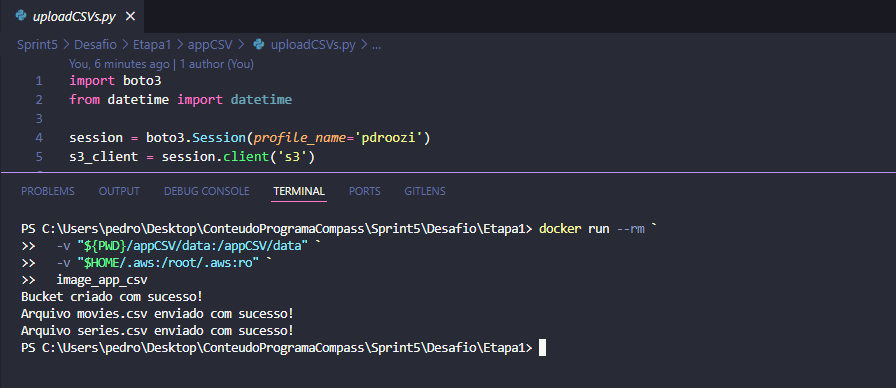 uploadCSVs.py
Sprint5 > Desafio > Etapa1 > appCSV > uploadCSVs.py > ...
You, 6 minutes ago | 1 author (You)
1 import boto3
2 from datetime import datetime
3
4 session = boto3.Session(profile_name='pdroozi')
5 s3_client = session.client('s3')
PROBLEMS OUTPUT DEBUG CONSOLE TERMINAL PORTS GITLENS
PS C:\Users\pedro\Desktop\ConteudoProgramaCompass\Sprint5\Desafio\Etapa1> docker run --rm `
>> -v "${PWD}/appCSV/data:/appCSV/data" `
>> -v "$HOME/.aws:/root/.aws:ro" `
>> image_app_csv
Bucket criado com sucesso!
Arquivo movies.csv enviado com sucesso!
Arquivo series.csv enviado com sucesso!
PS C:\Users\pedro\Desktop\ConteudoProgramaCompass\Sprint5\Desafio\Etapa1>